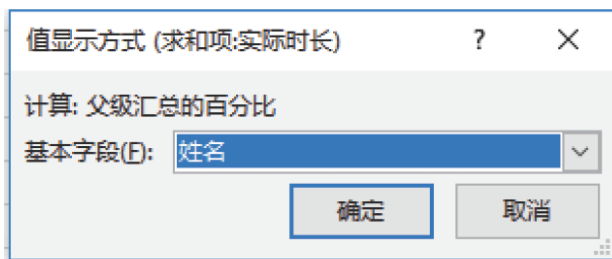 值显示方式 (求和项:实际时长) ?
计算: 父级汇总的百分比
基本字段(F): 姓名
确定 取消